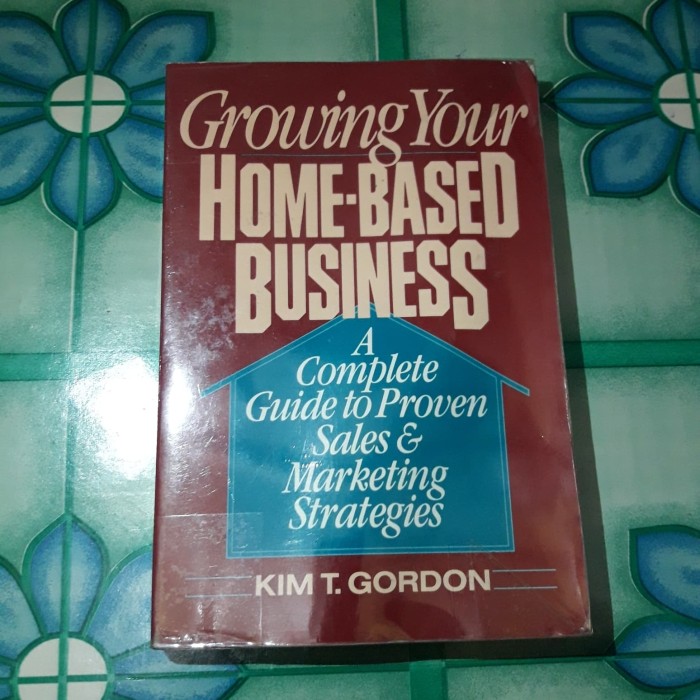 Growing Your
HOME-BASED
BUSINESS
A
Complete
Guide to Proven
Sales &
Marketing
Strategies
KIM T. GORDON